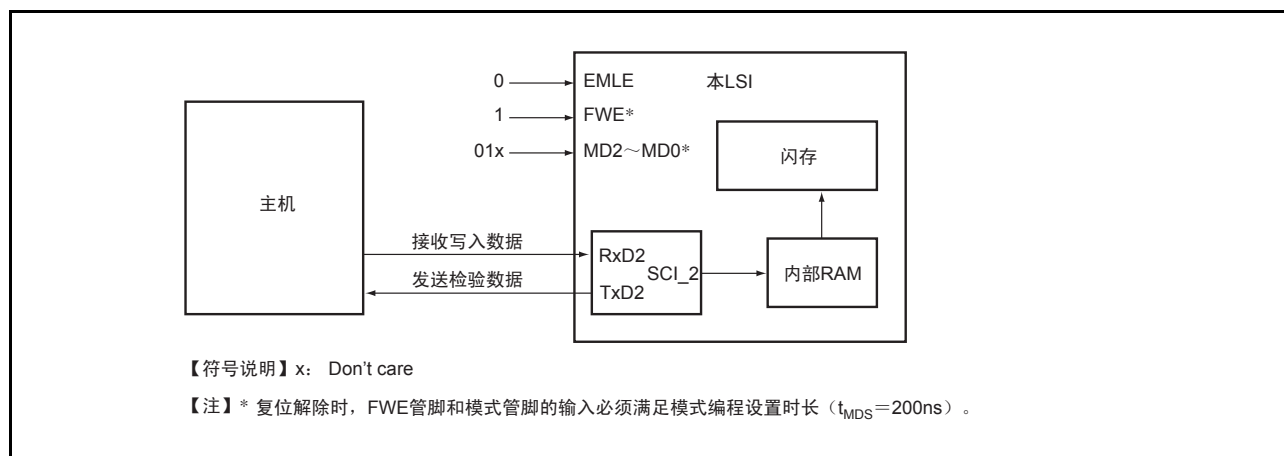 0 EMLE 本LSI
1 FWE*
01x MD2～MD0*
闪存
主机
接收写入数据
RxD2
SCI_2
内部RAM
发送检验数据
TxD2
【符号说明】x： Don't care
【注】* 复位解除时，FWE管脚和模式管脚的输入必须满足模式编程设置时长（tMDS＝200ns）。